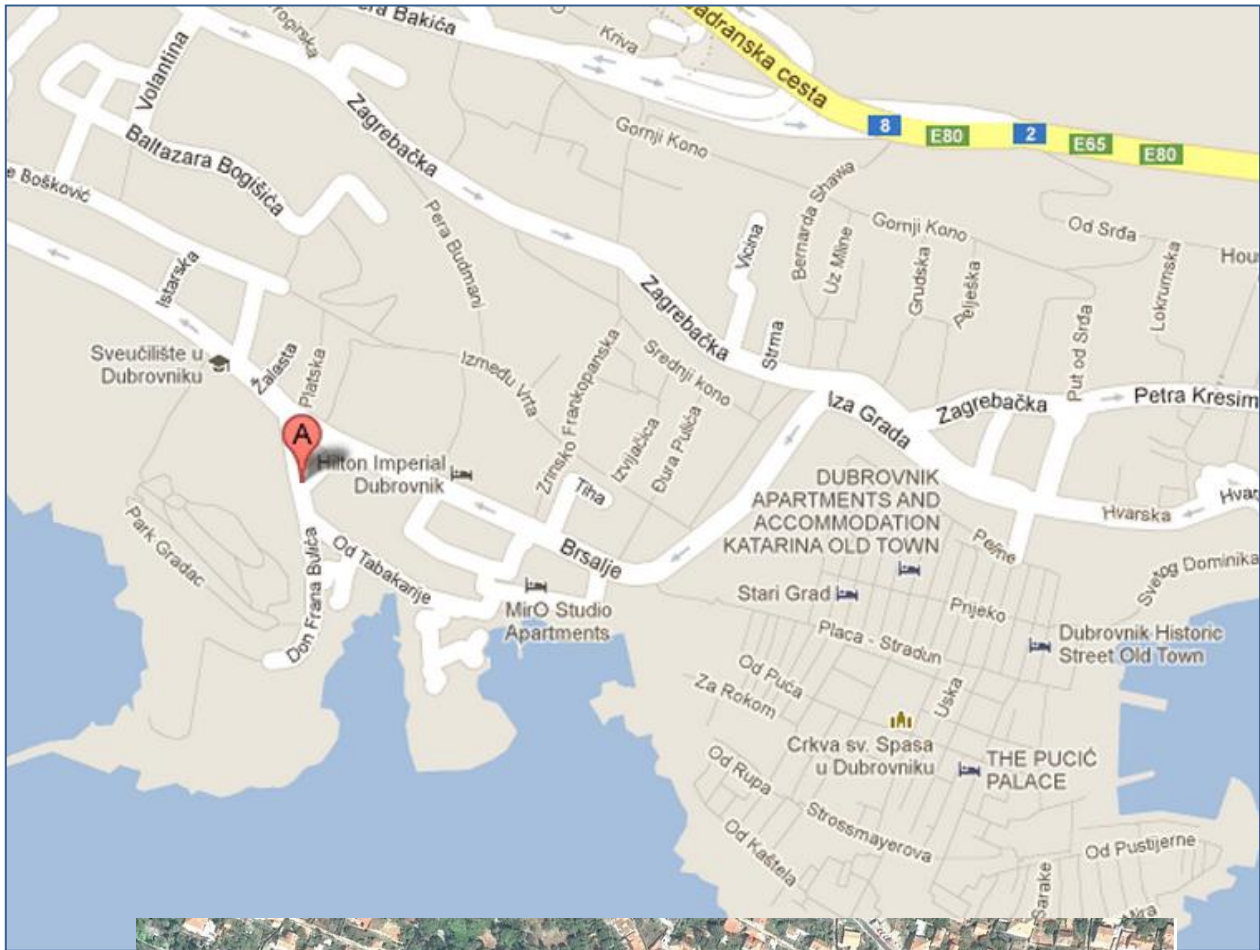 Pera Bakića
Kriva
Jadranska cesta
8
E80
2
E65
E80
Volantina
Baltazara Bogišića
Zagrebačka
Gornji Kono
Pera Budmani
Bernarda Shawa
Uz Mline
Gornji Kono
Grudska
Pelješka
Od Srđa
Put od Srđa
Lokrumska
e Bošković
Istarska
Vicina
Zagrebačka
Strma
Srednji kono
Sveučilište u
Dubrovniku
Žalasta
Platska
Između Vrta
Zrinsko Frankopanska
Izvijačica
Đura Pulića
Iza Grada
Zagrebačka
Petra Kresim
A
Hilton Imperial
Dubrovnik
Tiha
Brsalje
DUBROVNIK
APARTMENTS AND
ACCOMMODATION
KATARINA OLD TOWN
Hvarska
Park Gradac
Don Frana Bulića
Od Tabakarije
MirO Studio
Apartments
Stari Grad
Prijeko
Svetog Dominika
Placa - Stradun
Dubrovnik Historic
Street Old Town
Od Puča
Za Rokom
Uska
Crkva sv. Spasa
u Dubrovniku
THE PUCIĆ
PALACE
Od Rupa
Strossmayerova
Od Kaštela
Od Pustijerne
Sarake